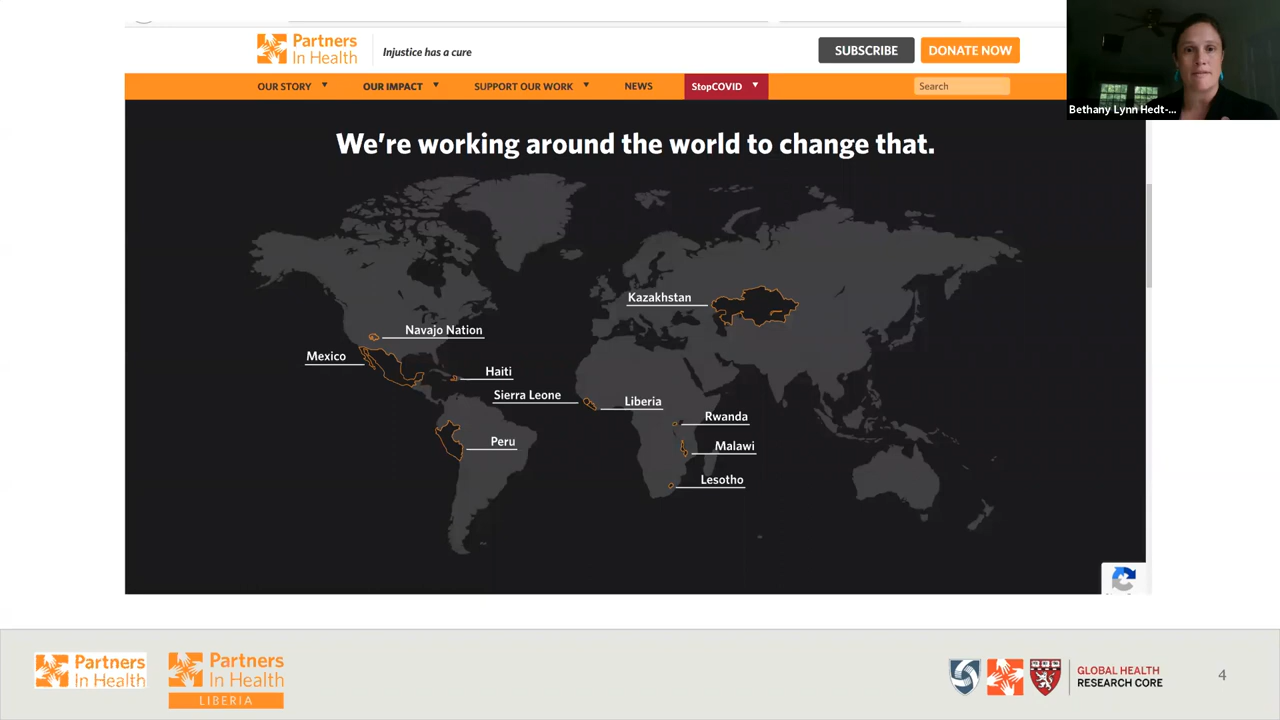 Partners
In Health
Injustice has a cure
SUBSCRIBE
DONATE NOW
OUR STORY
OUR IMPACT
SUPPORT OUR WORK
NEWS
StopCOVID
Search
Bethany Lynn Hedt-...
We're working around the world to change that.
Kazakhstan
Navajo Nation
Mexico
Haiti
Sierra Leone
Liberia
Rwanda
Peru
Malawi
Lesotho
Partners
In Health
Partners
In Health
LIBERIA
GLOBAL HEALTH
RESEARCH CORE
4